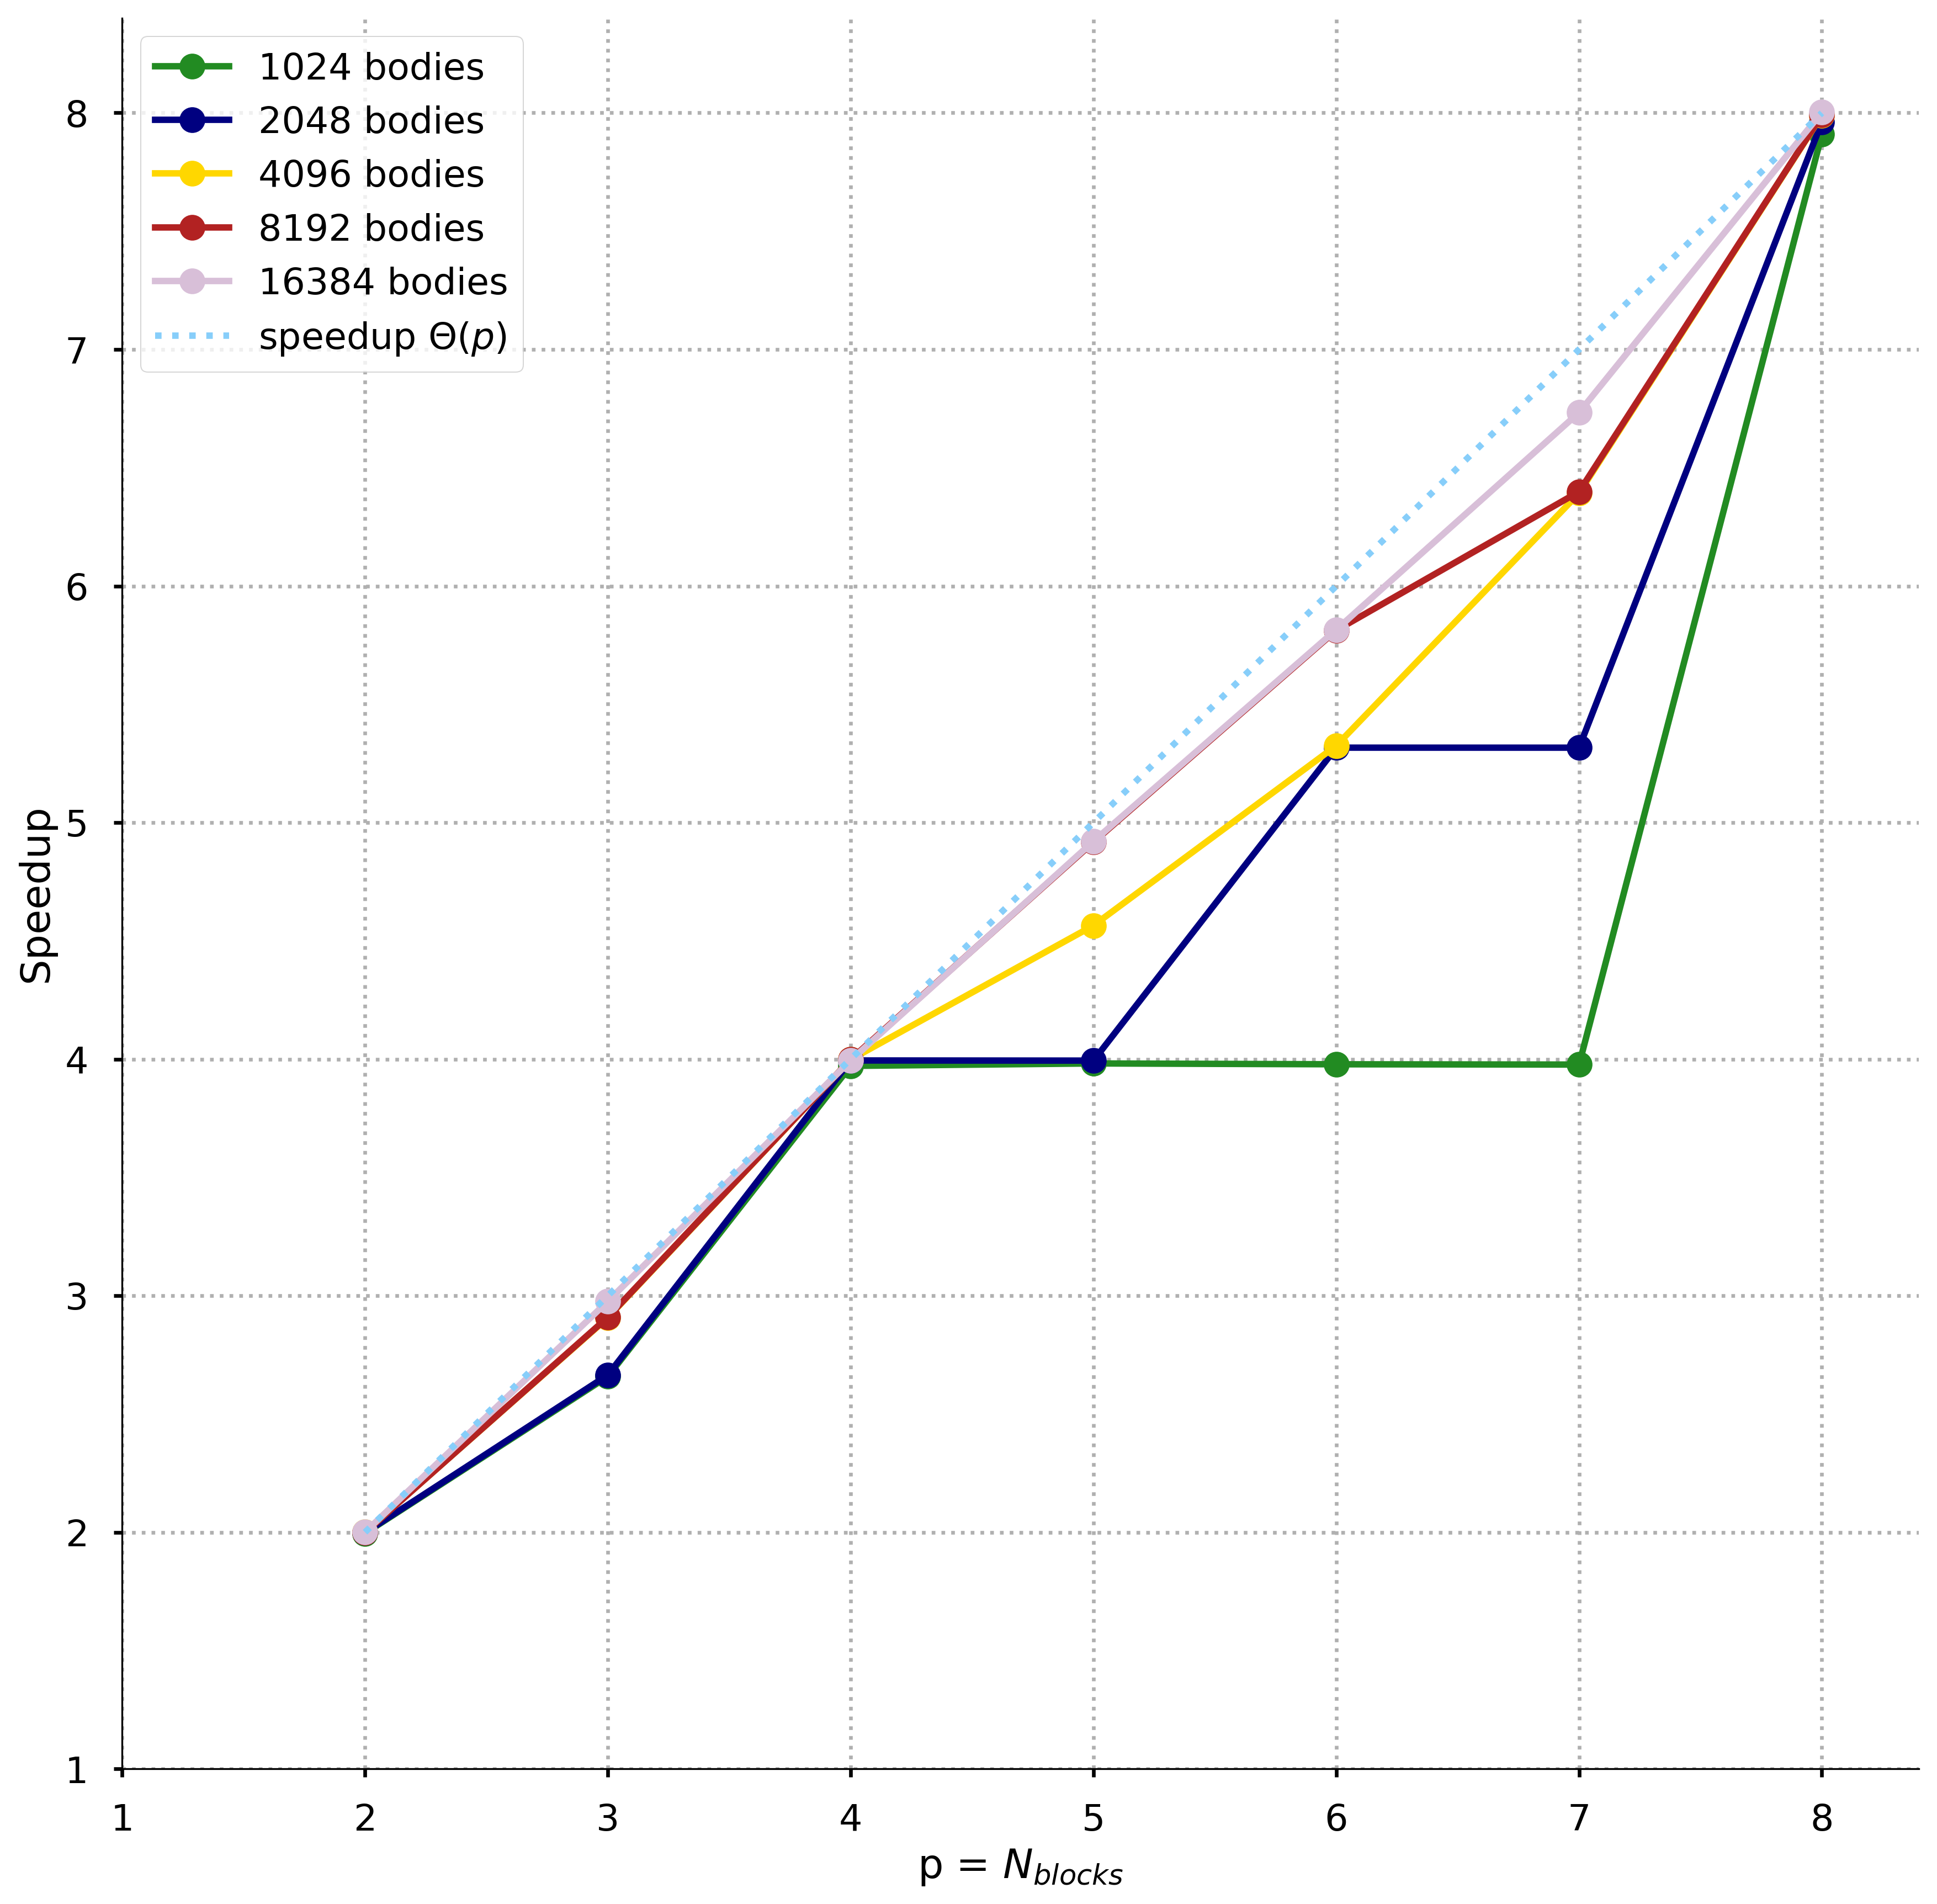 1024 bodies
2048 bodies
4096 bodies
8192 bodies
16384 bodies
speedup Θ(p)
8
7
6
5
4
3
2
1
Speedup
1 2 3 4 5 6 7 8
p = N_blocks